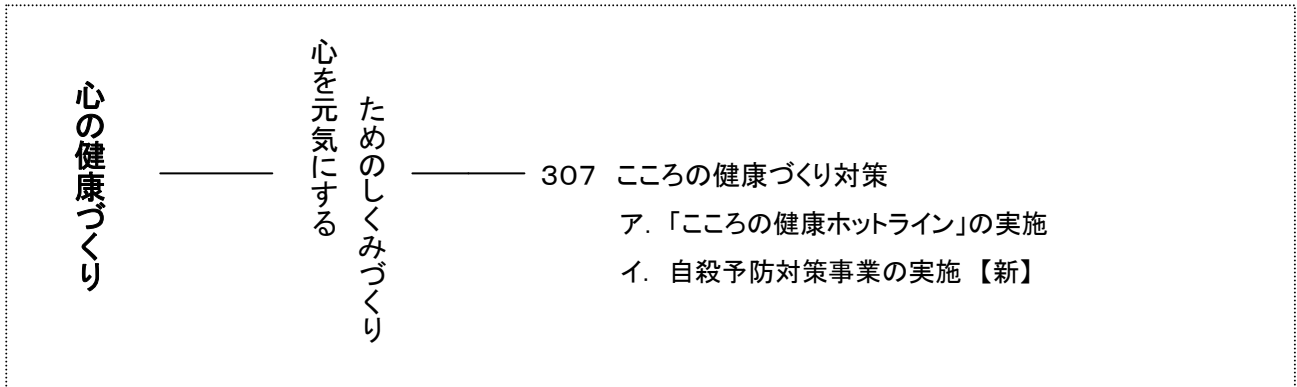 心の健康づくり
心を元気にする
ためのしくみづくり
307 こころの健康づくり対策
ア．「こころの健康ホットライン」の実施
イ． 自殺予防対策事業の実施 【新】